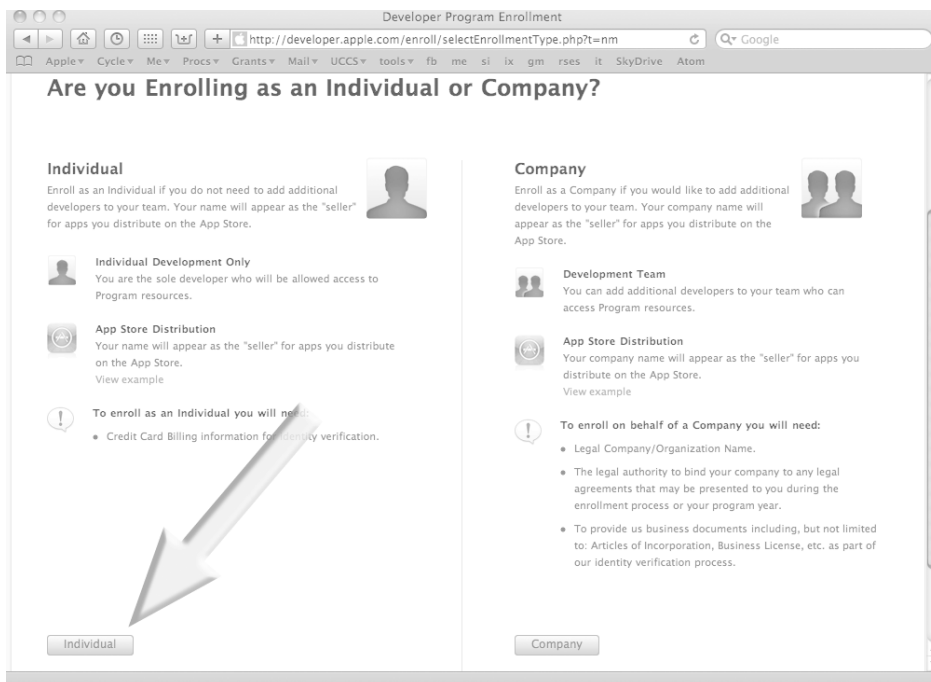 Developer Program Enrollment
http://developer.apple.com/enroll/selectEnrollmentType.php?t=nm
Google
Apple Cycle Me Procs Grants Mail UCCS tools fb me si ix gm rses it SkyDrive Atom
Are you Enrolling as an Individual or Company?
Individual
Enroll as an Individual if you do not need to add additional
developers to your team. Your name will appear as the "seller"
for apps you distribute on the App Store.
Individual Development Only
You are the sole developer who will be allowed access to
Program resources.
App Store Distribution
Your name will appear as the "seller" for apps you distribute
on the App Store.
View example
To enroll as an Individual you will need:
• Credit Card Billing information for identity verification.
Individual
Company
Enroll as a Company if you would like to add additional
developers to your team. Your company name will
appear as the "seller" for apps you distribute on the
App Store.
Development Team
You can add additional developers to your team who can
access Program resources.
App Store Distribution
Your company name will appear as the "seller" for apps you
distribute on the App Store.
View example
To enroll on behalf of a Company you will need:
• Legal Company/Organization Name.
• The legal authority to bind your company to any legal
agreements that may be presented to you during the
enrollment process or your program year.
• To provide us business documents including, but not limited
to: Articles of Incorporation, Business License, etc. as part of
our identity verification process.
Company